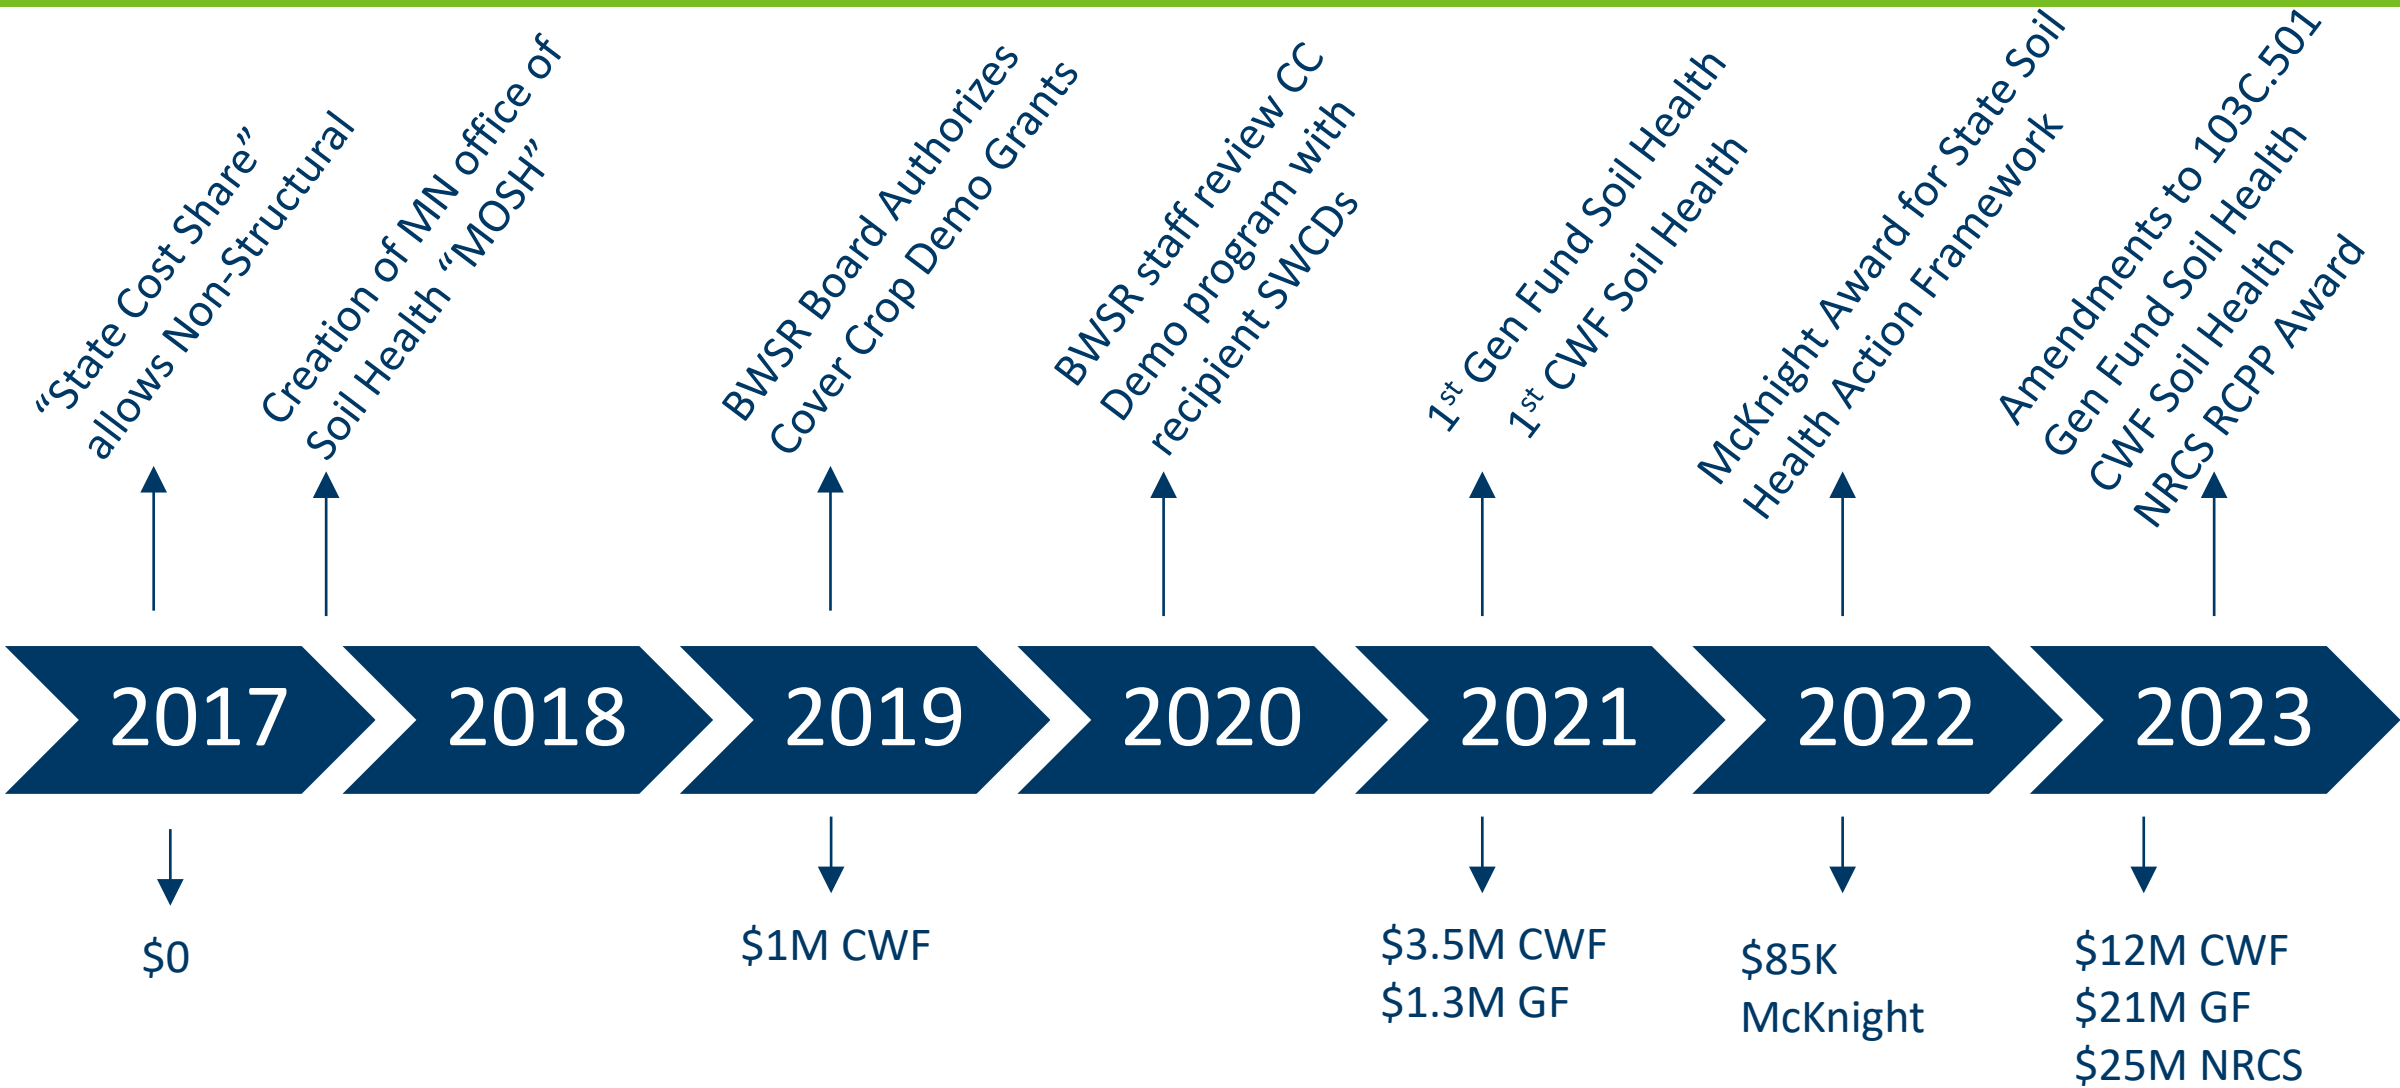 “State Cost Share”
allows Non-Structural
Creation of MN office of
Soil Health “MOSH”
BWSR Board Authorizes
Cover Crop Demo Grants
BWSR staff review CC
Demo program with
recipient SWCDs
1st Gen Fund Soil Health
1st CWF Soil Health
McKnight Award for State Soil
Health Action Framework
Amendments to 103C.501
Gen Fund Soil Health
CWF Soil Health
NRCS RCPP Award
2017
2018
2019
2020
2021
2022
2023
$0
$1M CWF
$3.5M CWF
$1.3M GF
$85K
McKnight
$12M CWF
$21M GF
$25M NRCS